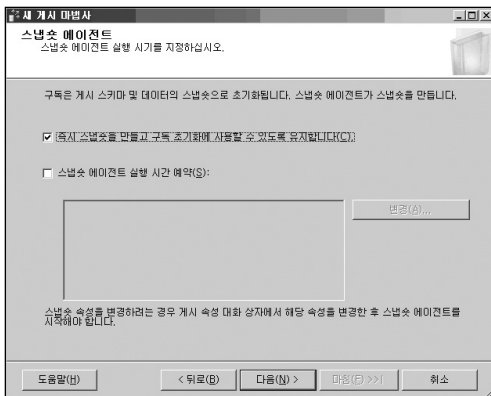 새 게시 마법사
스냅숏 에이전트
스냅숏 에이전트 실행 시기를 지정하십시오.
구독은 게시 스키마 및 데이터의 스냅숏으로 초기화됩니다. 스냅숏 에이전트가 스냅숏을 만듭니다.
즉시 스냅숏을 만들고 구독 초기화에 사용할 수 있도록 유지합니다(C).
스냅숏 에이전트 실행 시간 예약(S):
변경(A)...
스냅숏 속성을 변경하려는 경우 게시 속성 대화 상자에서 해당 속성을 변경한 후 스냅숏 에이전트를
시작해야 합니다.
도움말(H)
< 뒤로(B)
다음(N) >
마침(F) >>|
취소